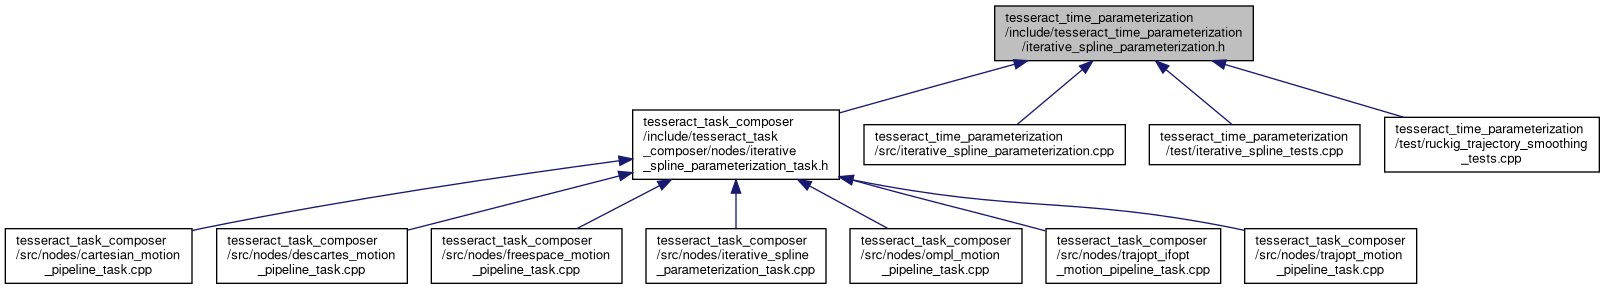 tesseract_time_parameterization
/include/tesseract_time_parameterization
/iterative_spline_parameterization.h
tesseract_task_composer
/include/tesseract_task
_composer/nodes/iterative
_spline_parameterization_task.h
tesseract_time_parameterization
/src/iterative_spline_parameterization.cpp
tesseract_time_parameterization
/test/iterative_spline_tests.cpp
tesseract_time_parameterization
/test/ruckig_trajectory_smoothing
_tests.cpp
tesseract_task_composer
/src/nodes/cartesian_motion
_pipeline_task.cpp
tesseract_task_composer
/src/nodes/descartes_motion
_pipeline_task.cpp
tesseract_task_composer
/src/nodes/freespace_motion
_pipeline_task.cpp
tesseract_task_composer
/src/nodes/iterative_spline
_parameterization_task.cpp
tesseract_task_composer
/src/nodes/ompl_motion
_pipeline_task.cpp
tesseract_task_composer
/src/nodes/trajopt_ifopt
_motion_pipeline_task.cpp
tesseract_task_composer
/src/nodes/trajopt_motion
_pipeline_task.cpp